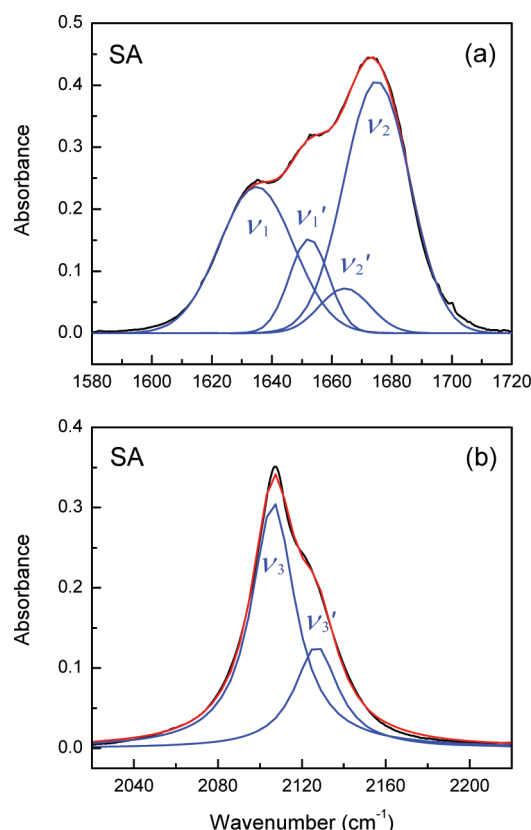 SA (a)
Absorbance
0.5
0.4
0.3
0.2
0.1
0.0
ν₁
ν₁'
ν₂'
ν₂
1580 1600 1620 1640 1660 1680 1700 1720
SA (b)
Absorbance
0.4
0.3
0.2
0.1
0.0
ν₃
ν₃'
2040 2080 2120 2160 2200
Wavenumber (cm⁻¹)